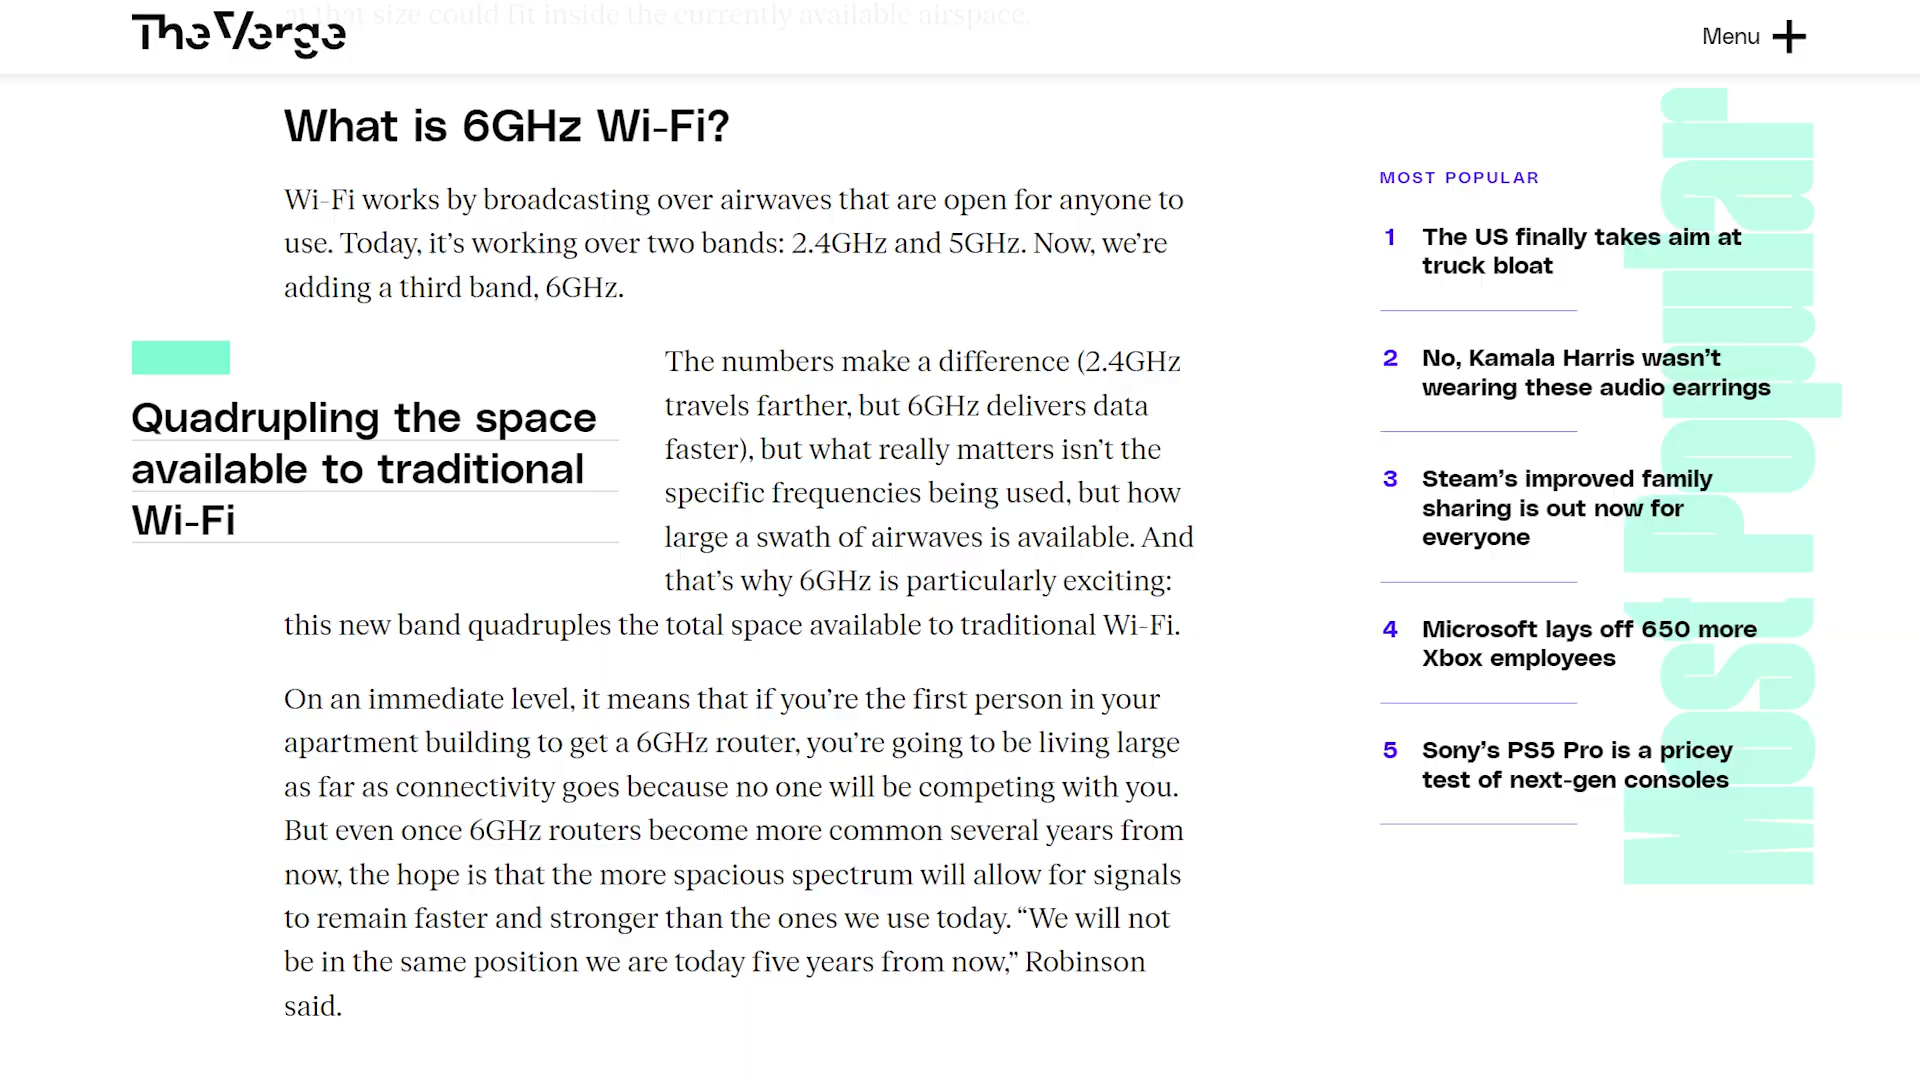 at that size could fit inside the currently available airspace.
The Verge
Menu
What is 6GHz Wi-Fi?
Wi-Fi works by broadcasting over airwaves that are open for anyone to
use. Today, it’s working over two bands: 2.4GHz and 5GHz. Now, we’re
adding a third band, 6GHz.
Quadrupling the space
available to traditional
Wi-Fi
The numbers make a difference (2.4GHz
travels farther, but 6GHz delivers data
faster), but what really matters isn’t the
specific frequencies being used, but how
large a swath of airwaves is available. And
that’s why 6GHz is particularly exciting:
this new band quadruples the total space available to traditional Wi-Fi.
On an immediate level, it means that if you’re the first person in your
apartment building to get a 6GHz router, you’re going to be living large
as far as connectivity goes because no one will be competing with you.
But even once 6GHz routers become more common several years from
now, the hope is that the more spacious spectrum will allow for signals
to remain faster and stronger than the ones we use today. “We will not
be in the same position we are today five years from now,” Robinson
said.
MOST POPULAR
1 The US finally takes aim at
truck bloat
2 No, Kamala Harris wasn’t
wearing these audio earrings
3 Steam’s improved family
sharing is out now for
everyone
4 Microsoft lays off 650 more
Xbox employees
5 Sony’s PS5 Pro is a pricey
test of next-gen consoles
Most Popular